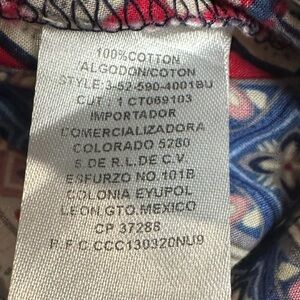 100%COTTON
/ALGODON/COTON
STYLE:3-52-590-4001BU
CUT : 1 CT069103
IMPORTADOR
COMERCIALIZADORA
COLORADO 5280
S.DE R.L.DE C.V.
ESFURZO NO.101B
COLONIA EYUPOL
LEON,GTO.MEXICO
CP 37288
R.F.C CCC130320NU9